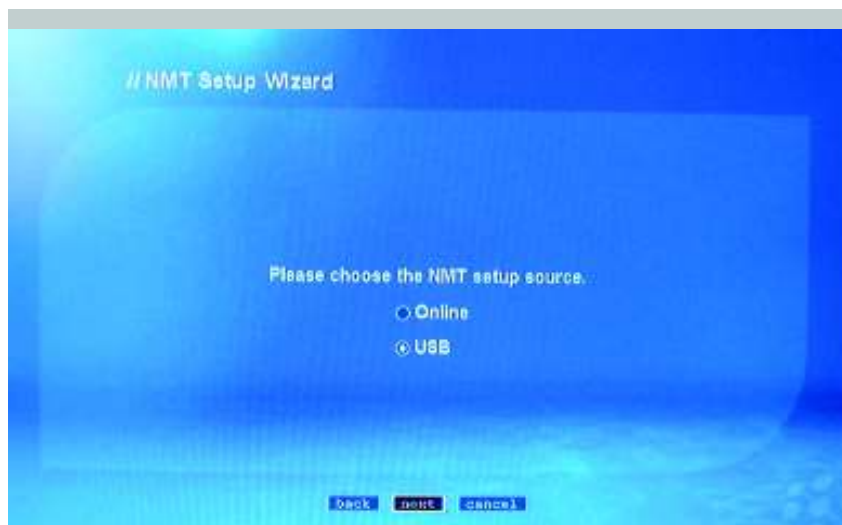 // NMT Setup Wizard
Please choose the NMT setup source.
Online
USB
back next cancel